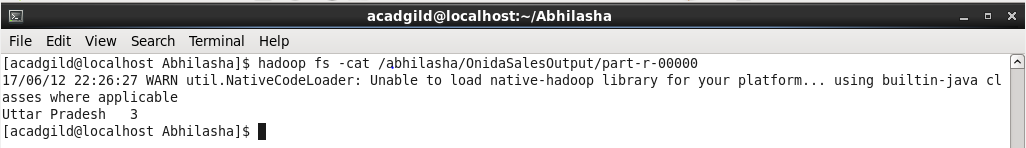 acadgild@localhost:~/Abhilasha
File Edit View Search Terminal Help
[acadgild@localhost Abhilasha]$ hadoop fs -cat /abhilasha/OnidaSalesOutput/part-r-00000
17/06/12 22:26:27 WARN util.NativeCodeLoader: Unable to load native-hadoop library for your platform... using builtin-java cl
asses where applicable
Uttar Pradesh   3
[acadgild@localhost Abhilasha]$